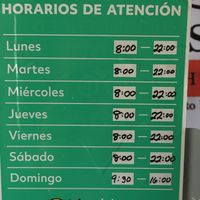 HORARIOS DE ATENCIÓN
Lunes 8:00 — 22:00
Martes 8:00 — 22:00
Miércoles 8:00 — 22:00
Jueves 8:00 — 22:00
Viernes 8:00 — 22:00
Sábado 8:00 — 22:00
Domingo 9:30 — 16:00